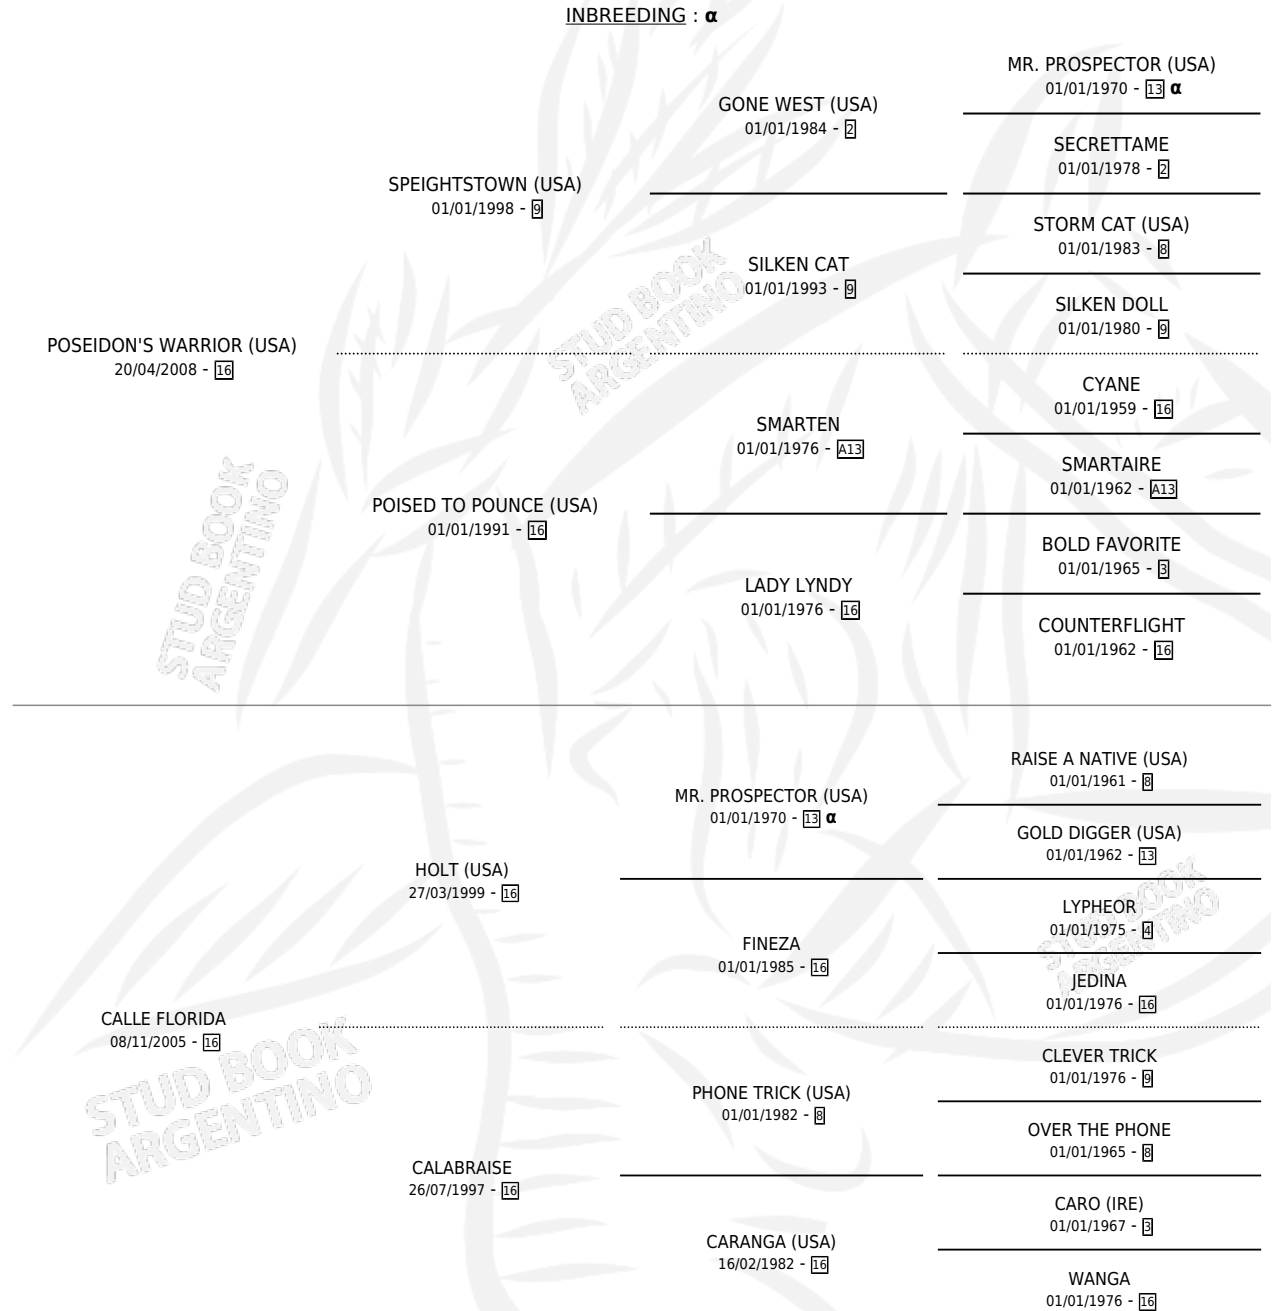 INBREEDING : α
MR. PROSPECTOR (USA)
01/01/1970 - 13 α
GONE WEST (USA)
01/01/1984 - 2
SECRETTAME
01/01/1978 - 2
SPEIGHTSTOWN (USA)
01/01/1998 - 9
STORM CAT (USA)
01/01/1983 - 8
SILKEN CAT
01/01/1993 - 9
SILKEN DOLL
01/01/1980 - 9
POSEIDON'S WARRIOR (USA)
20/04/2008 - 16
CYANE
01/01/1959 - 16
SMARTEN
01/01/1976 - A13
SMARTAIRE
01/01/1962 - A13
POISED TO POUNCE (USA)
01/01/1991 - 16
BOLD FAVORITE
01/01/1965 - 3
LADY LYNDY
01/01/1976 - 16
COUNTERFLIGHT
01/01/1962 - 16
RAISE A NATIVE (USA)
01/01/1961 - 8
MR. PROSPECTOR (USA)
01/01/1970 - 13 α
GOLD DIGGER (USA)
01/01/1962 - 13
HOLT (USA)
27/03/1999 - 16
LYPHEOR
01/01/1975 - 4
FINEZA
01/01/1985 - 16
JEDINA
01/01/1976 - 16
CALLE FLORIDA
08/11/2005 - 16
CLEVER TRICK
01/01/1976 - 9
PHONE TRICK (USA)
01/01/1982 - 8
OVER THE PHONE
01/01/1965 - 8
CALABRAISE
26/07/1997 - 16
CARO (IRE)
01/01/1967 - 3
CARANGA (USA)
16/02/1982 - 16
WANGA
01/01/1976 - 16
STUD BOOK
ARGENTINO
STUD BOOK
ARGENTINO
STUD BOOK
ARGENTINO
STUD BOOK
ARGENTINO